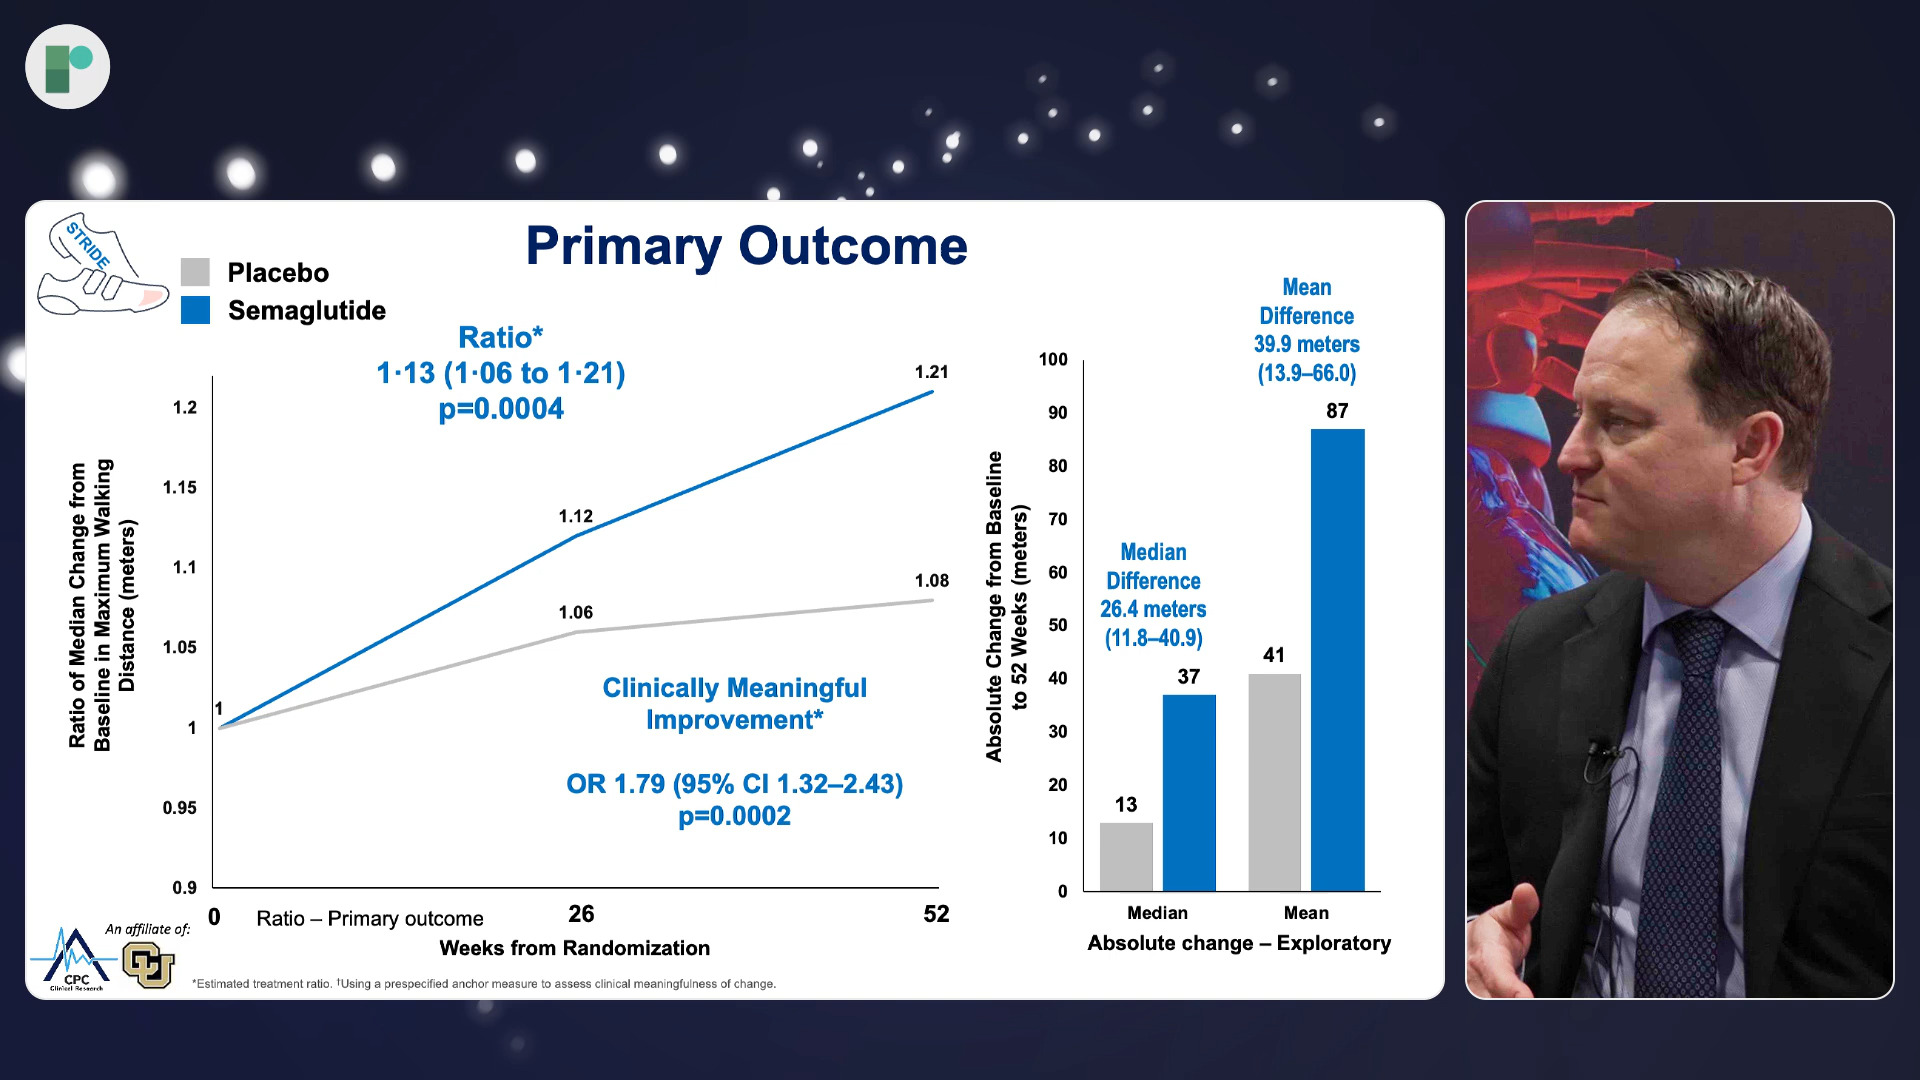 STRIDE
Primary Outcome
Placebo
Semaglutide
Ratio*
1·13 (1·06 to 1·21)
p=0.0004
Ratio of Median Change from
Baseline in Maximum Walking
Distance (meters)
1.2
1.15
1.1
1.05
1
0.95
0.9
1
1.12
1.21
1.06
1.08
Clinically Meaningful
Improvement*
OR 1.79 (95% CI 1.32–2.43)
p=0.0002
0
Ratio – Primary outcome
26
52
Weeks from Randomization
Absolute Change from Baseline
to 52 Weeks (meters)
100
90
80
70
60
50
40
30
20
10
0
Median
Difference
26.4 meters
(11.8–40.9)
Mean
Difference
39.9 meters
(13.9–66.0)
13
37
41
87
Median
Mean
Absolute change – Exploratory
An affiliate of:
CPC
Clinical Research
CU
*Estimated treatment ratio. †Using a prespecified anchor measure to assess clinical meaningfulness of change.